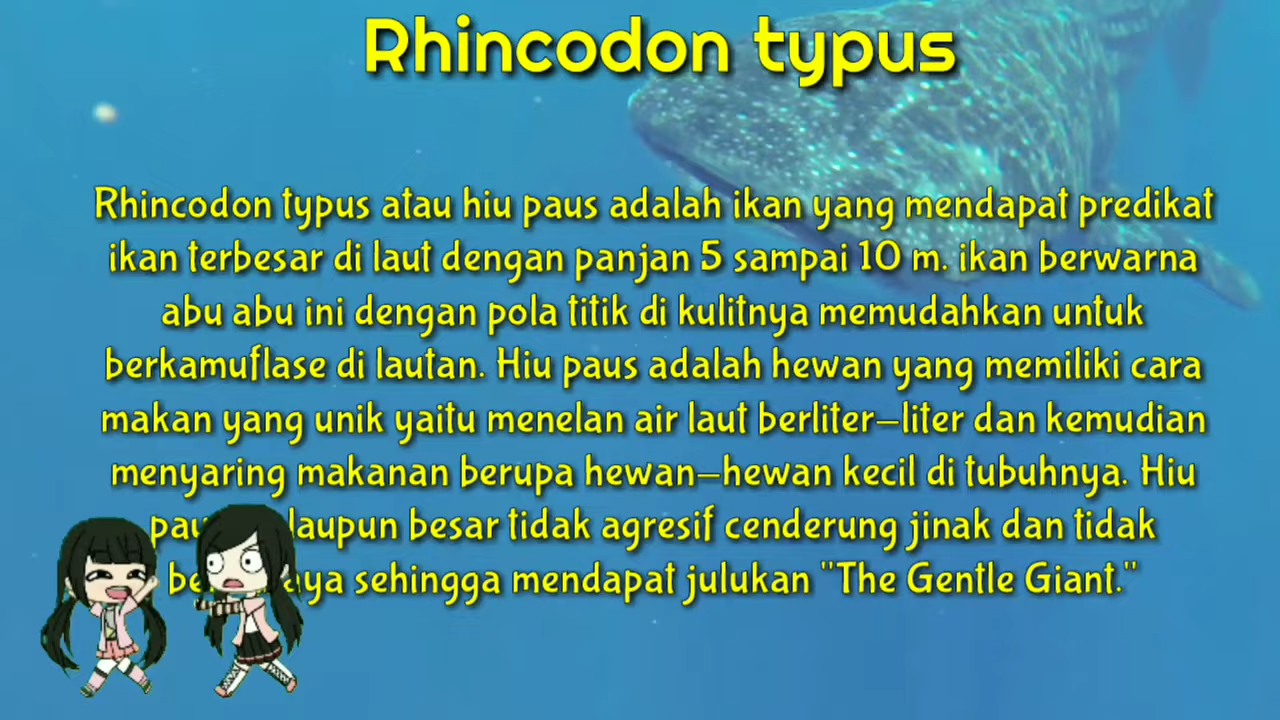 Rhincodon typus
Rhincodon typus atau hiu paus adalah ikan yang mendapat predikat
ikan terbesar di laut dengan panjan 5 sampai 10 m. ikan berwarna
abu abu ini dengan pola titik di kulitnya memudahkan untuk
berkamuflase di lautan. Hiu paus adalah hewan yang memiliki cara
makan yang unik yaitu menelan air laut berliter-liter dan kemudian
menyaring makanan berupa hewan-hewan kecil di tubuhnya. Hiu
besar tidak agresif cenderung jinak dan tidak
sehingga mendapat julukan "The Gentle Giant."